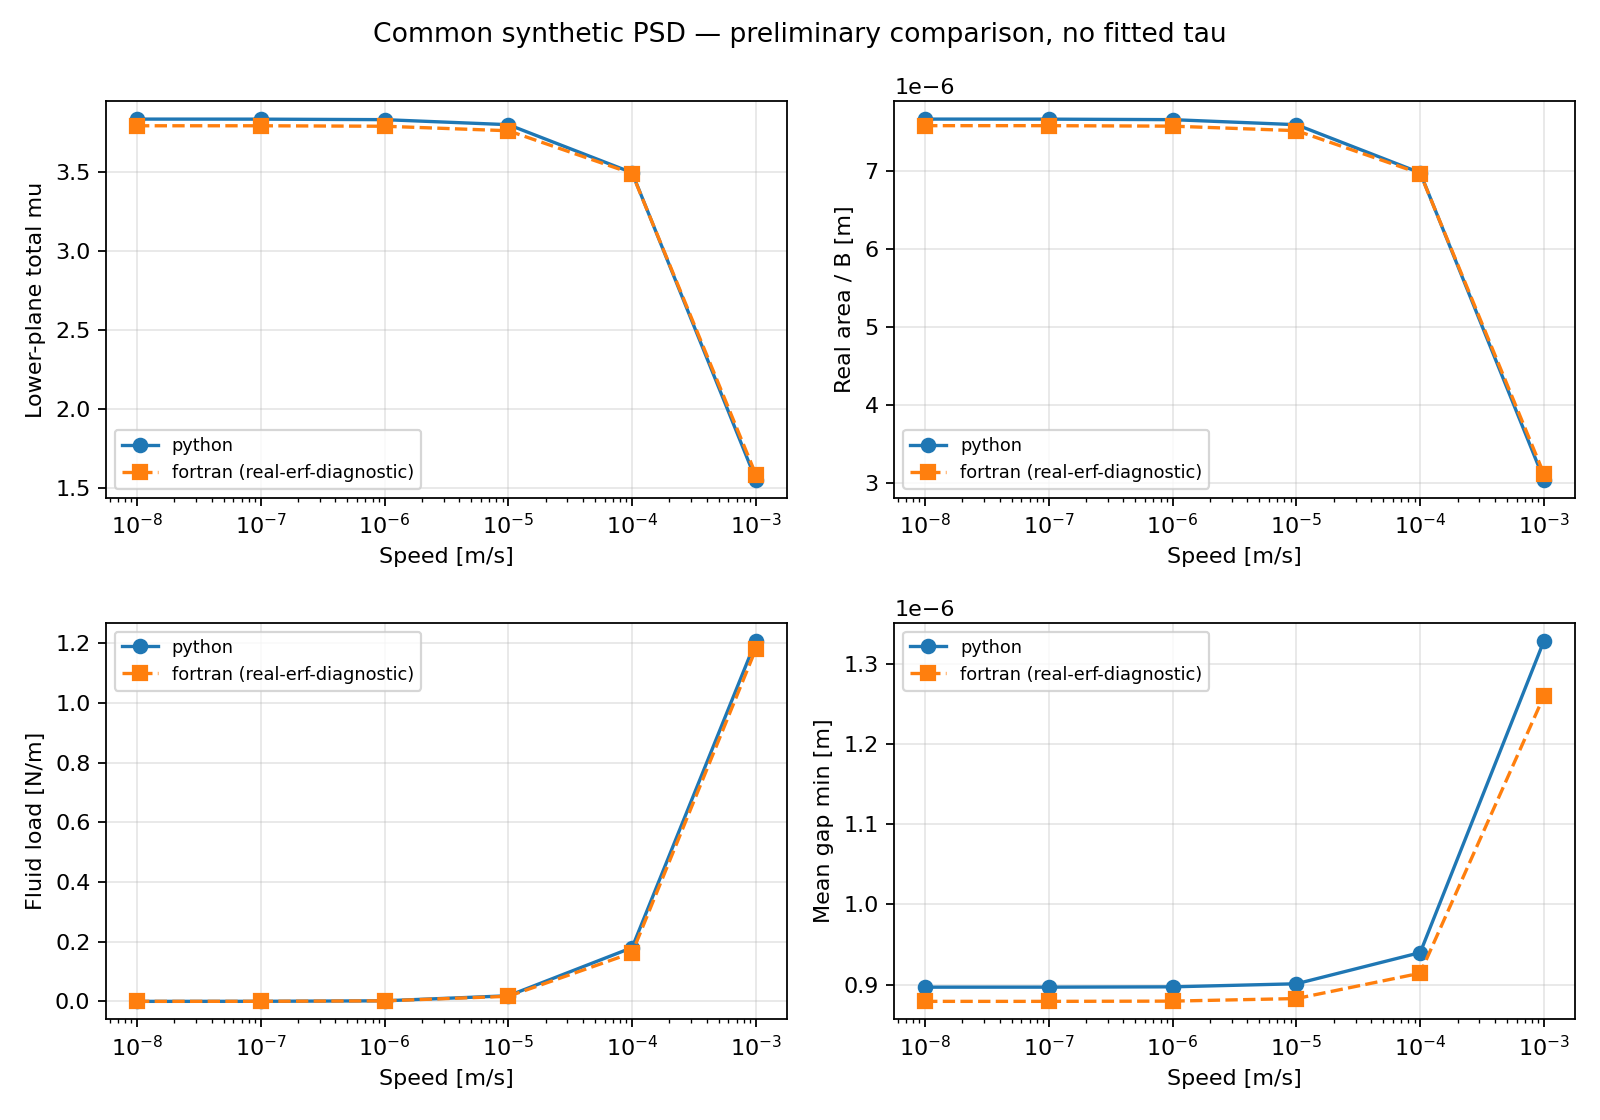 Common synthetic PSD — preliminary comparison, no fitted tau
Lower-plane total mu
3.5
3.0
2.5
2.0
1.5
python
fortran (real-erf-diagnostic)
10⁻⁸ 10⁻⁷ 10⁻⁶ 10⁻⁵ 10⁻⁴ 10⁻³
Speed [m/s]
1e−6
Real area / B [m]
7
6
5
4
3
python
fortran (real-erf-diagnostic)
10⁻⁸ 10⁻⁷ 10⁻⁶ 10⁻⁵ 10⁻⁴ 10⁻³
Speed [m/s]
Fluid load [N/m]
1.2
1.0
0.8
0.6
0.4
0.2
0.0
python
fortran (real-erf-diagnostic)
10⁻⁸ 10⁻⁷ 10⁻⁶ 10⁻⁵ 10⁻⁴ 10⁻³
Speed [m/s]
1e−6
Mean gap min [m]
1.3
1.2
1.1
1.0
0.9
python
fortran (real-erf-diagnostic)
10⁻⁸ 10⁻⁷ 10⁻⁶ 10⁻⁵ 10⁻⁴ 10⁻³
Speed [m/s]